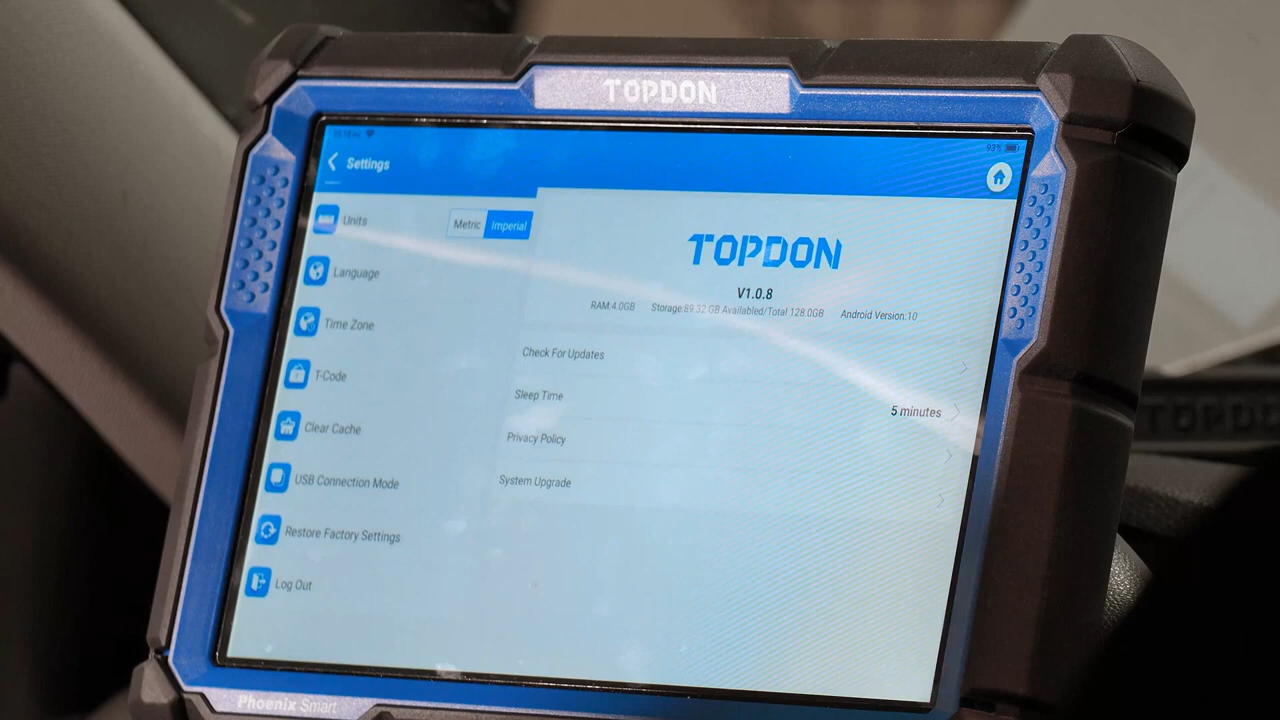 TOPDON
93%
Settings
Units
Metric Imperial
Language
Time Zone
T-Code
Clear Cache
USB Connection Mode
Restore Factory Settings
Log Out
TOPDON
V1.0.8
RAM:4.0GB Storage:89.32 GB Availabled/Total 128.0GB Android Version:10
Check For Updates
Sleep Time 5 minutes
Privacy Policy
System Upgrade
Phoenix Smart